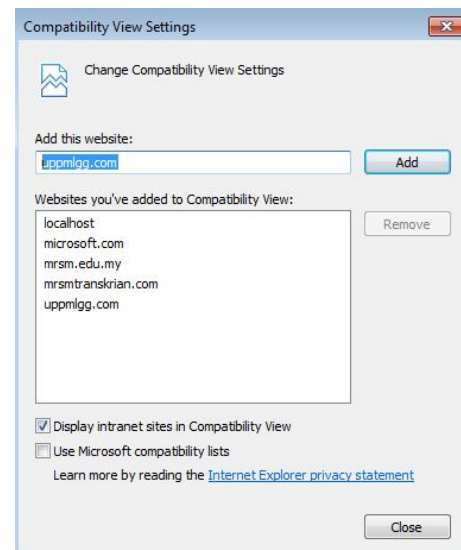 Compatibility View Settings
Change Compatibility View Settings
Add this website:
uppmlgg.com
Add
Websites you've added to Compatibility View:
Remove
localhost
microsoft.com
mrsm.edu.my
mrsmtranskrian.com
uppmlgg.com
Display intranet sites in Compatibility View
Use Microsoft compatibility lists
Learn more by reading the Internet Explorer privacy statement
Close